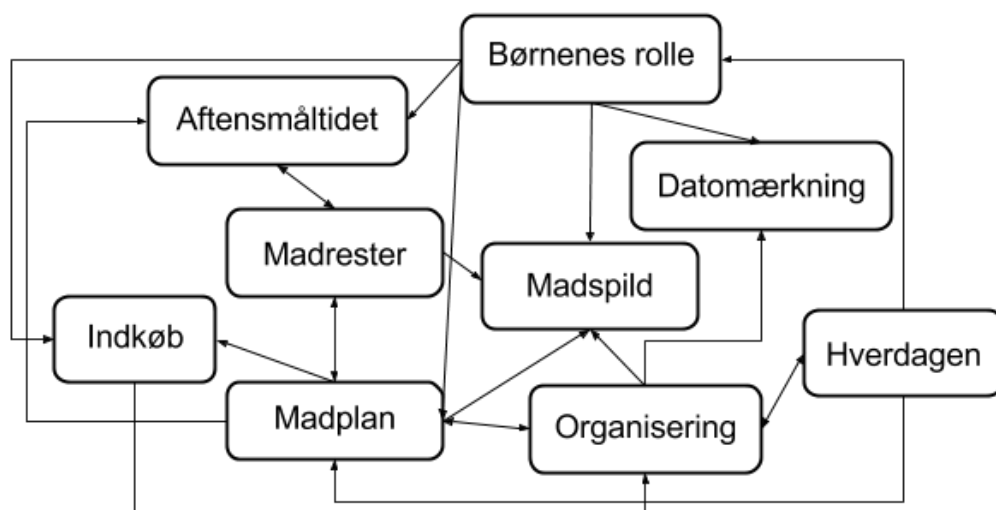 Børnenes rolle
Aftensmåltidet
Datomærkning
Madrester
Madspild
Indkøb
Hverdagen
Madplan
Organisering